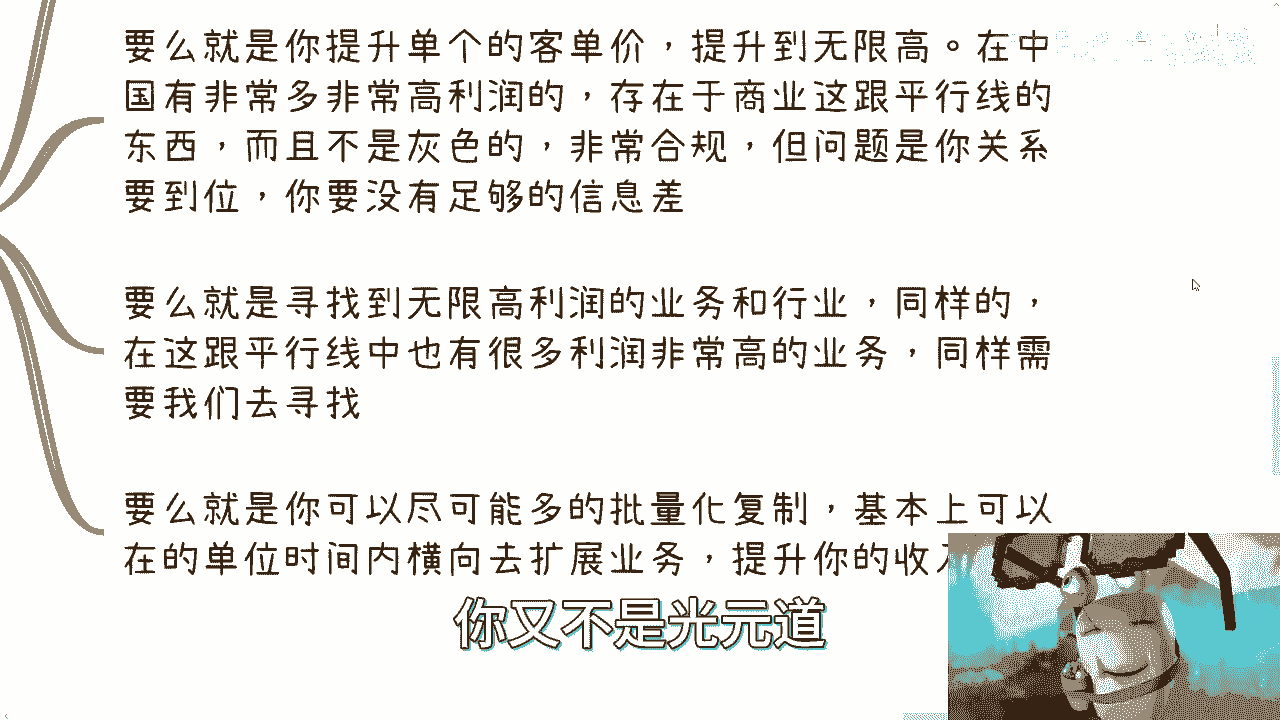 要么就是你提升单个的客单价，提升到无限高。在中
国有非常多非常高利润的，存在于商业这跟平行线的
东西，而且不是灰色的，非常合规，但问题是你关系
要到位，你要没有足够的信息差
要么就是寻找到无限高利润的业务和行业，同样的，
在这跟平行线中也有很多利润非常高的业务，同样需
要我们去寻找
要么就是你可以尽可能多的批量化复制，基本上可以
在的单位时间内横向去扩展业务，提升你的收入
你又不是光元道